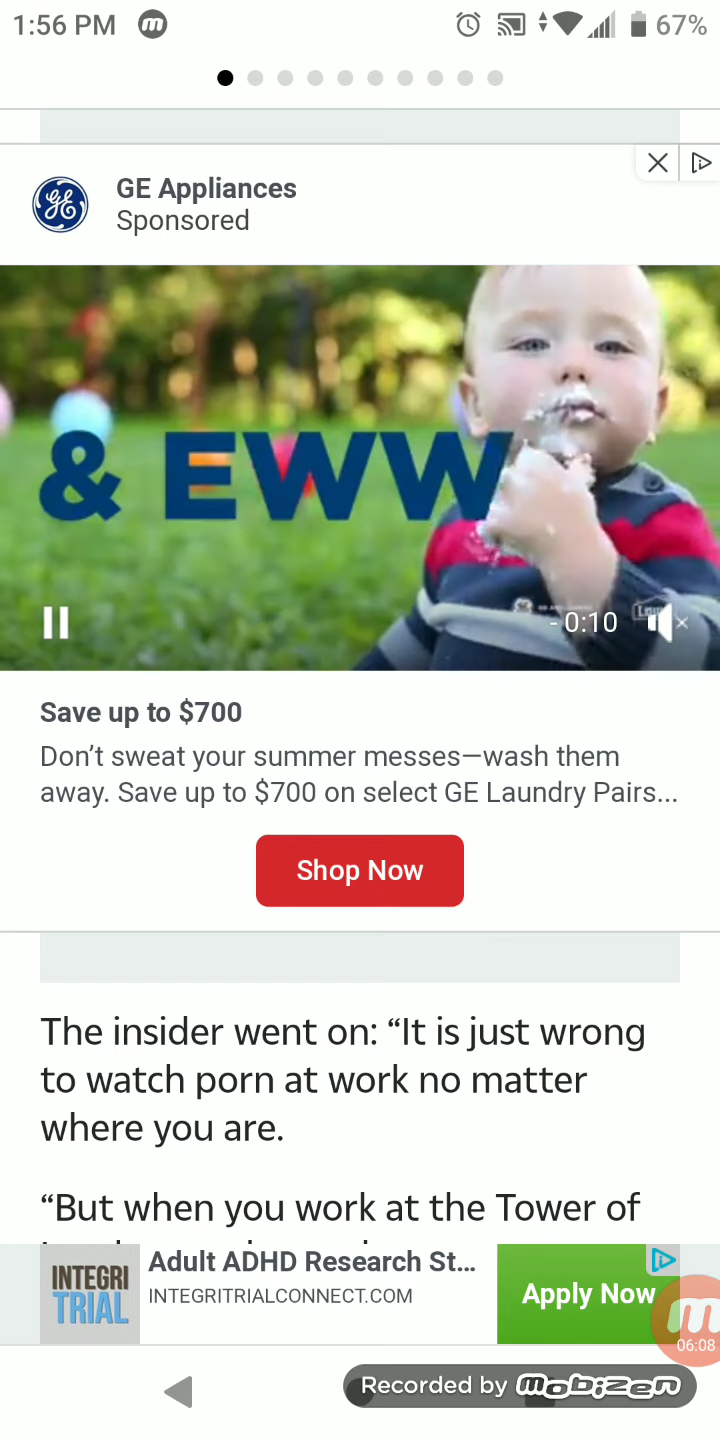 1:56 PM
67%
GE Appliances
Sponsored
& EWW
- 0:10
Save up to $700
Don’t sweat your summer messes—wash them
away. Save up to $700 on select GE Laundry Pairs...
Shop Now
The insider went on: “It is just wrong
to watch porn at work no matter
where you are.
“But when you work at the Tower of
INTEGRI
TRIAL
Adult ADHD Research St...
INTEGRITRIALCONNECT.COM
Apply Now
06:08
Recorded by mobizen